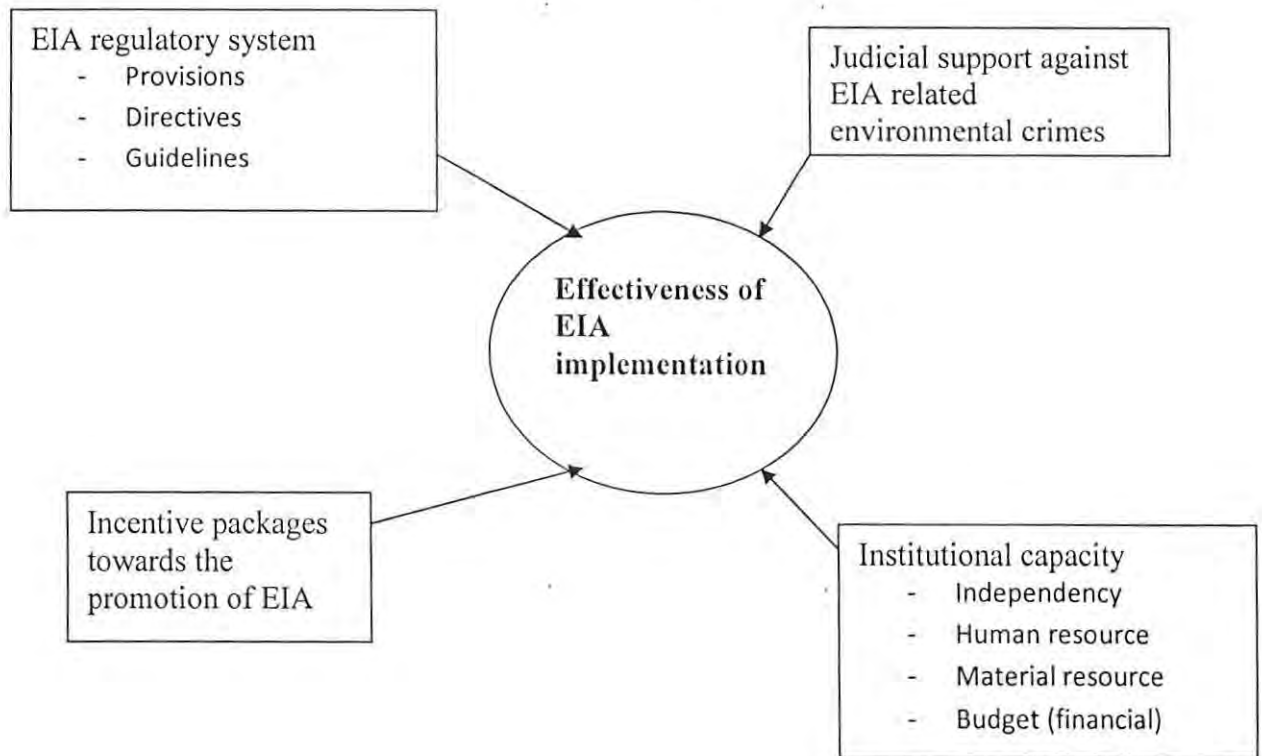 EIA regulatory system
- Provisions
- Directives
- Guidelines
Judicial support against
EIA related
environmental crimes
Effectiveness of
EIA
implementation
Incentive packages
towards the
promotion of EIA
Institutional capacity
- Independency
- Human resource
- Material resource
- Budget (financial)